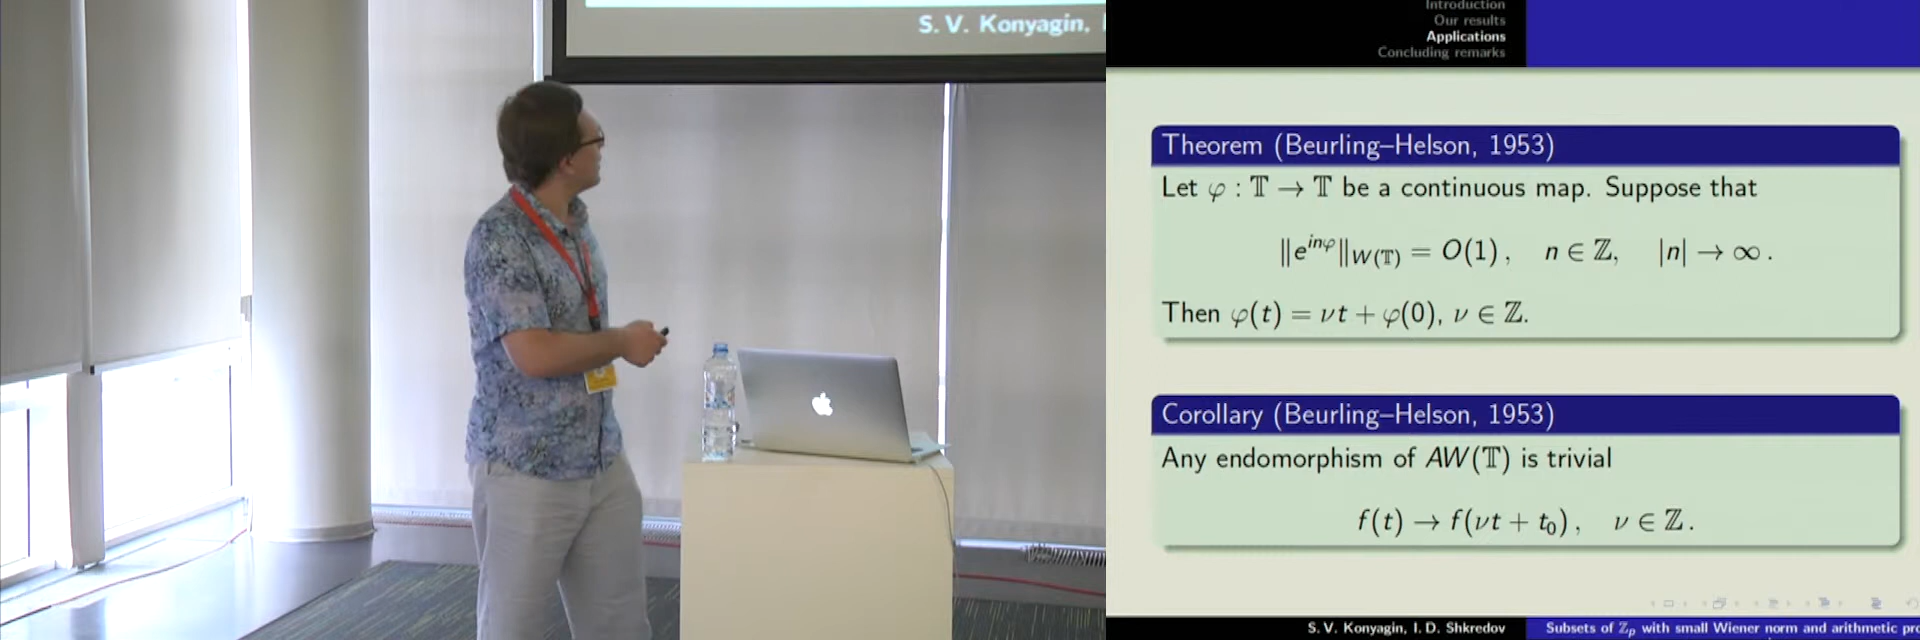 S. V. Konyagin,
Introduction
Our results
Applications
Concluding remarks
Theorem (Beurling–Helson, 1953)
Let φ : 𝕋 → 𝕋 be a continuous map. Suppose that
‖e^{inφ}‖_{W(𝕋)} = O(1) , n ∈ ℤ, |n| → ∞ .
Then φ(t) = νt + φ(0), ν ∈ ℤ.
Corollary (Beurling–Helson, 1953)
Any endomorphism of AW(𝕋) is trivial
f(t) → f(νt + t₀) , ν ∈ ℤ .
S. V. Konyagin, I. D. Shkredov
Subsets of ℤ_p with small Wiener norm and arithmetic pro